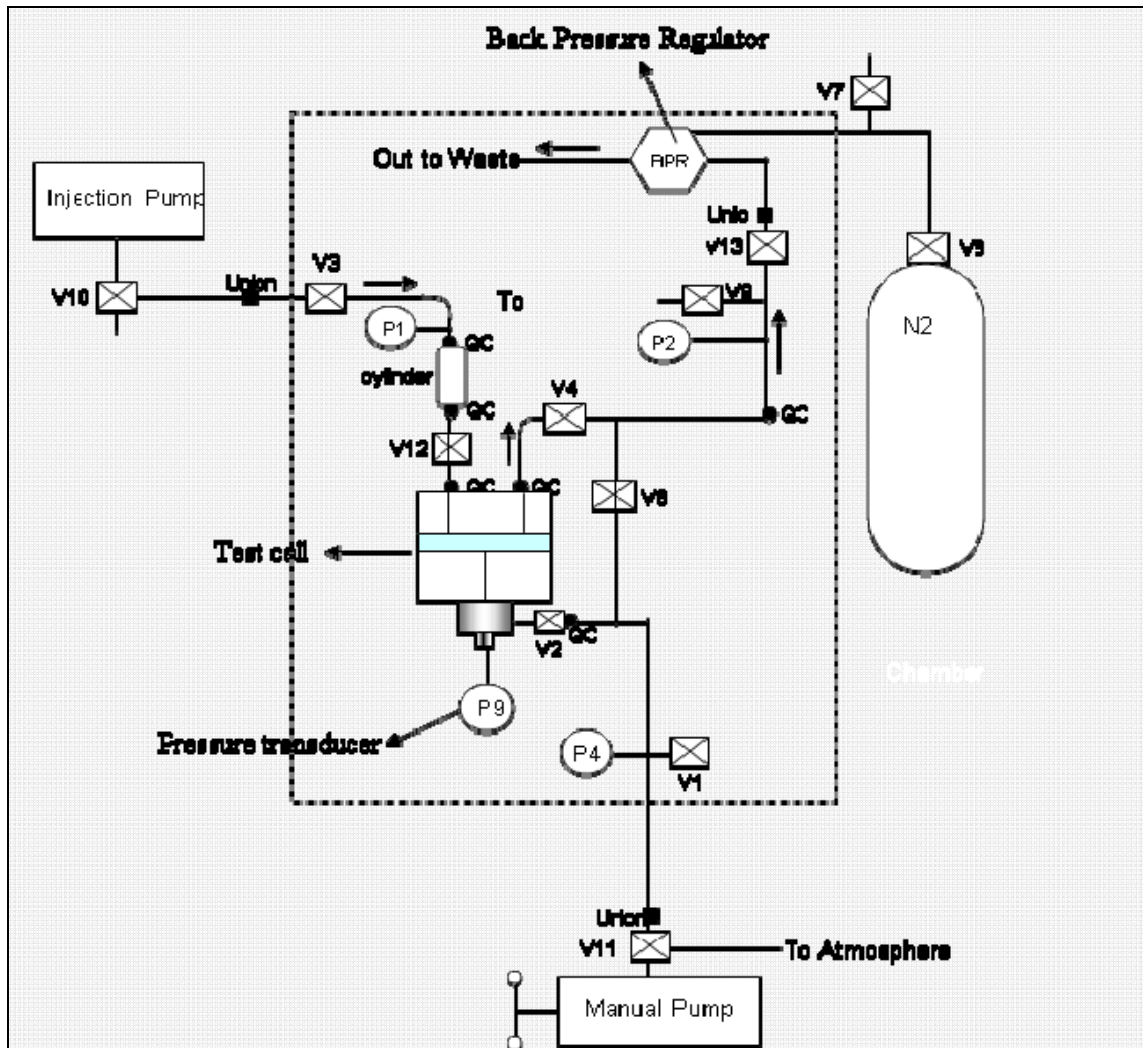 Back Pressure Regulator
V7
Out to Waste
BPR
Injection Pump
Unio
V13
V9
V3
Union
V10
To
V9
N2
P1
QC
P2
cylinder
V4
QC
QC
V12
QC
QC
V6
Test cell
V2
QC
Chamber
P9
Pressure transducer
P4
V1
Union
V11
To Atmosphere
Manual Pump